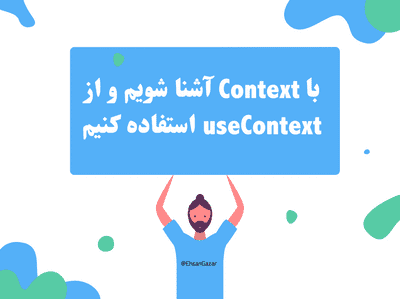 با Context آشنا شویم و از
useContext استفاده کنیم
@EhsanGazar